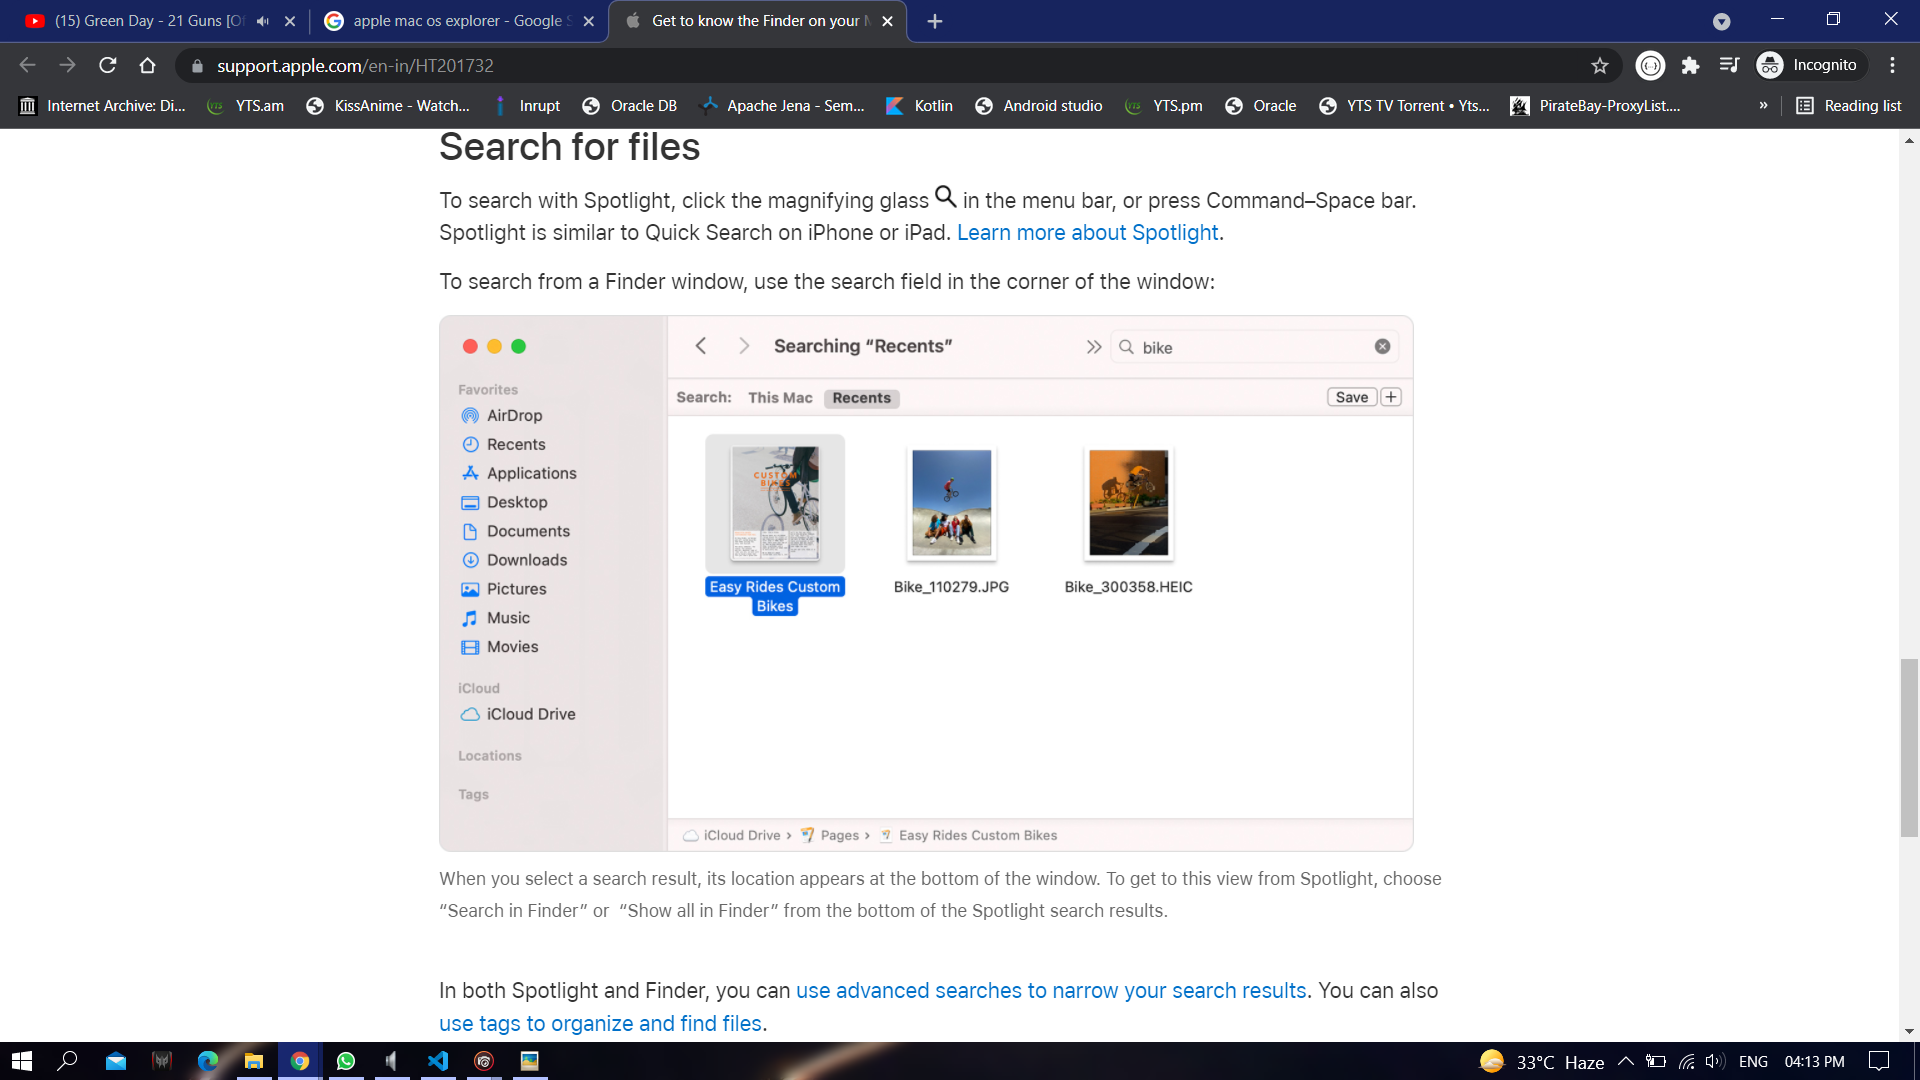 (15) Green Day - 21 Guns [Of
apple mac os explorer - Google S
Get to know the Finder on your M
support.apple.com/en-in/HT201732
Incognito
Internet Archive: Di...
YTS.am
KissAnime - Watch...
Inrupt
Oracle DB
Apache Jena - Sem...
Kotlin
Android studio
YTS.pm
Oracle
YTS TV Torrent • Yts...
PirateBay-ProxyList....
»
Reading list
Search for files
To search with Spotlight, click the magnifying glass in the menu bar, or press Command–Space bar.
Spotlight is similar to Quick Search on iPhone or iPad. Learn more about Spotlight.
To search from a Finder window, use the search field in the corner of the window:
Searching “Recents”
bike
Search: This Mac Recents
Save +
Favorites
AirDrop
Recents
Applications
Desktop
Documents
Downloads
Pictures
Music
Movies
iCloud
iCloud Drive
Locations
Tags
CUSTOM
BIKES
Easy Rides Custom
Bikes
Bike_110279.JPG
Bike_300358.HEIC
iCloud Drive › Pages › Easy Rides Custom Bikes
When you select a search result, its location appears at the bottom of the window. To get to this view from Spotlight, choose
“Search in Finder” or “Show all in Finder” from the bottom of the Spotlight search results.
In both Spotlight and Finder, you can use advanced searches to narrow your search results. You can also
use tags to organize and find files.
33°C Haze
ENG
04:13 PM